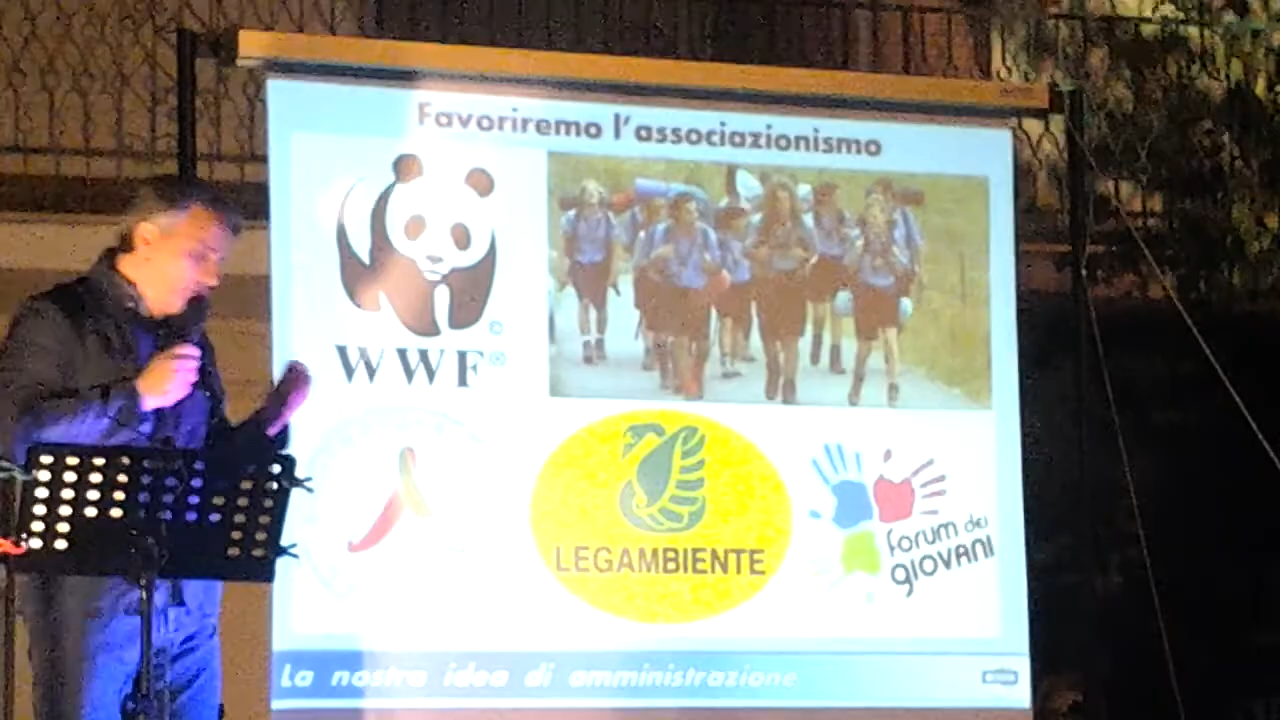 Favoriremo l'associazionismo
WWF
LEGAMBIENTE
forum dei
GIOVANI
La nostra idea di amministrazione